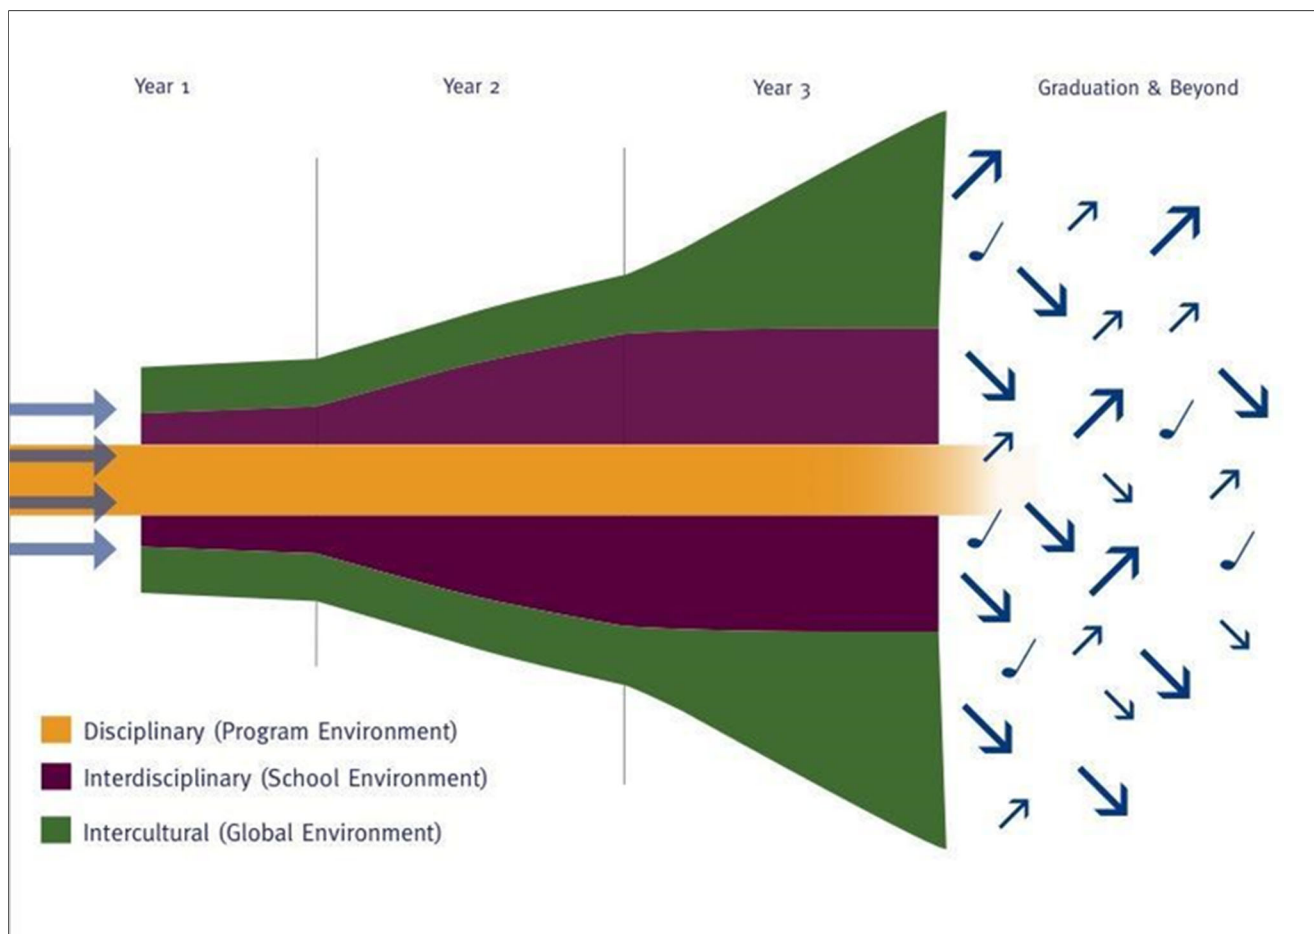 Year 1
Year 2
Year 3
Graduation & Beyond
Disciplinary (Program Environment)
Interdisciplinary (School Environment)
Intercultural (Global Environment)